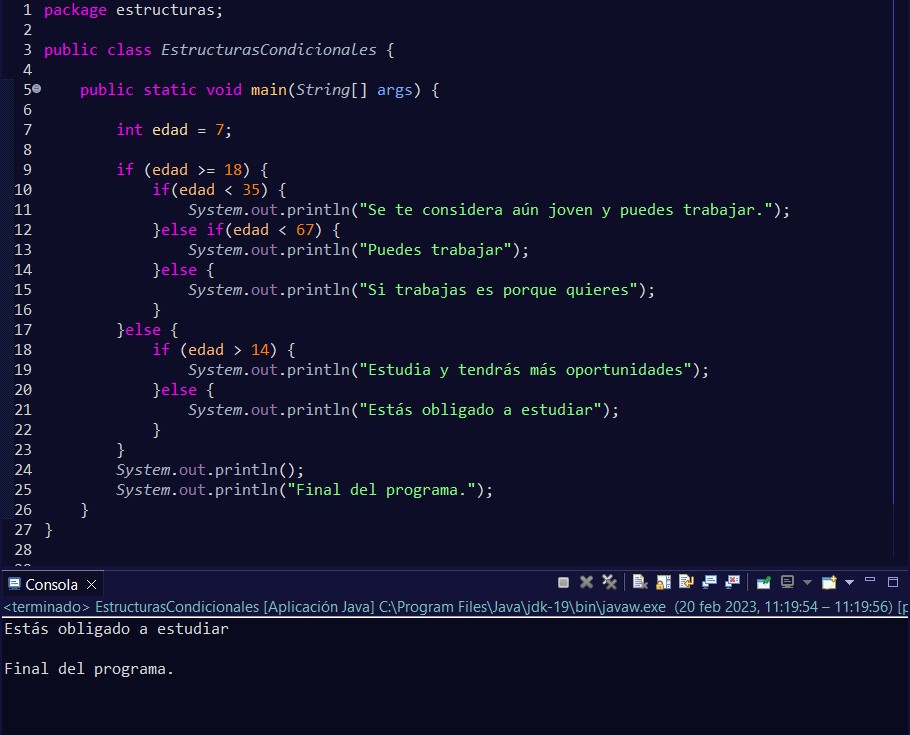 1 package estructuras;
2
3 public class EstructurasCondicionales {
4
5     public static void main(String[] args) {
6
7         int edad = 7;
8
9         if (edad >= 18) {
10             if(edad < 35) {
11                 System.out.println("Se te considera aún joven y puedes trabajar.");
12             }else if(edad < 67) {
13                 System.out.println("Puedes trabajar");
14             }else {
15                 System.out.println("Si trabajas es porque quieres");
16             }
17         }else {
18             if (edad > 14) {
19                 System.out.println("Estudia y tendrás más oportunidades");
20             }else {
21                 System.out.println("Estás obligado a estudiar");
22             }
23         }
24         System.out.println();
25         System.out.println("Final del programa.");
26     }
27 }
28
Consola
<terminado> EstructurasCondicionales [Aplicación Java] C:\Program Files\Java\jdk-19\bin\javaw.exe (20 feb 2023, 11:19:54 – 11:19:56) [p
Estás obligado a estudiar
Final del programa.